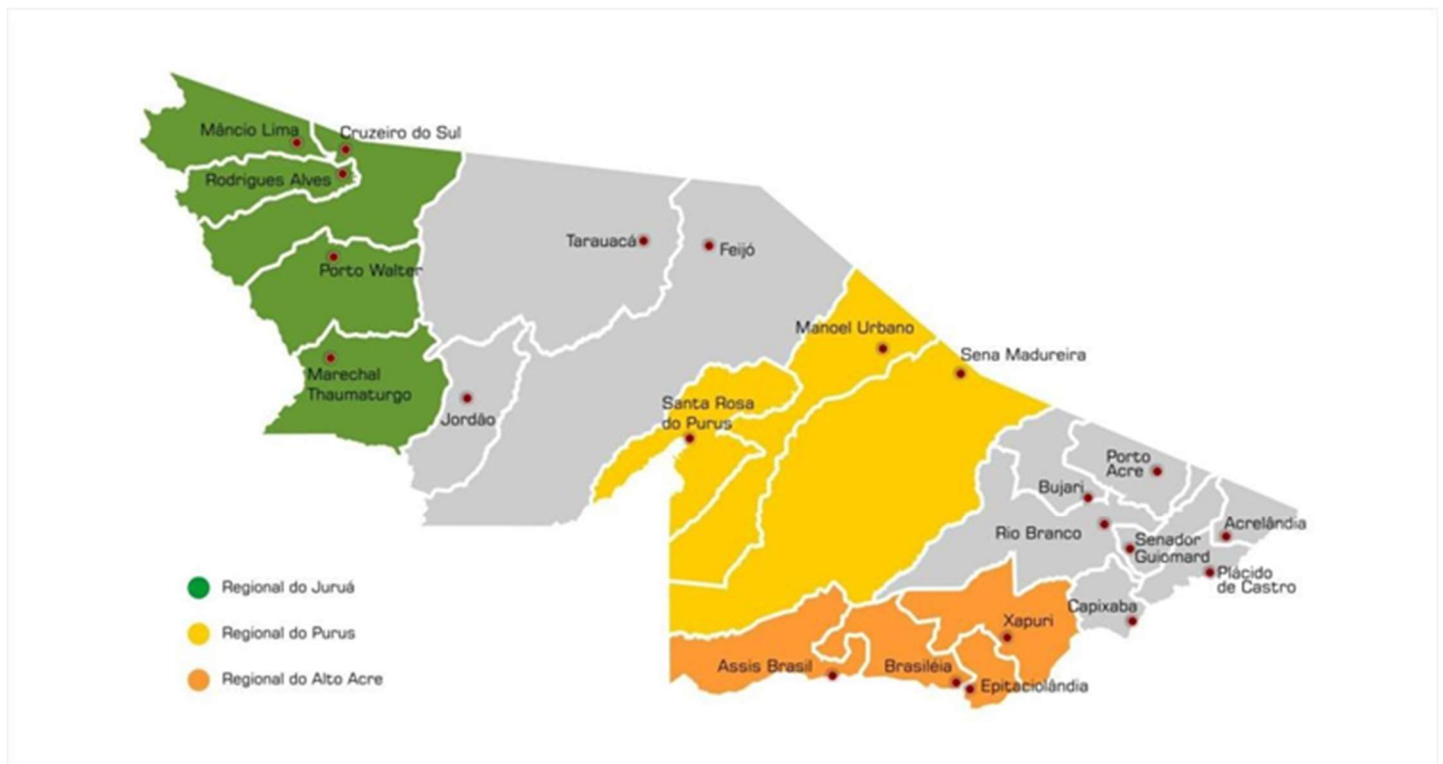 Mâncio Lima
Cruzeiro do Sul
Rodrigues Alves
Tarauacá
Feijó
Porto Walter
Manoel Urbano
Sena Madureira
Marechal
Thaumaturgo
Jordão
Santa Rosa
do Purus
Porto
Acre
Bujari
Rio Branco
Acrelândia
Senador
Guiomard
Plácido
de Castro
Capixaba
Xapuri
Assis Brasil
Brasiléia
Epitaciolândia
Regional do Juruá
Regional do Purus
Regional do Alto Acre